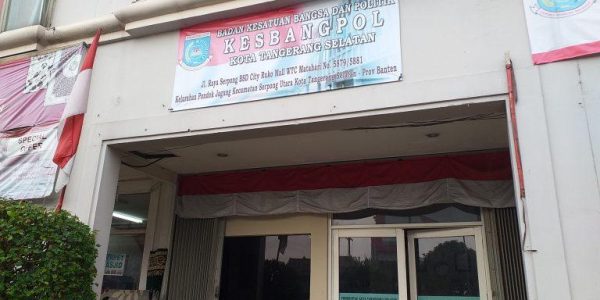 BADAN KESATUAN BANGSA DAN POLITIK
KESBANGPOL
KOTA TANGERANG SELATAN
Jl. Raya Serpong BSD City Ruko Mall WTC Matahari No. 5879/5881
Kelurahan Pondok Jagung Kecamatan Serpong Utara Kota Tangerang Selatan - Prov Banten
SPECIAL